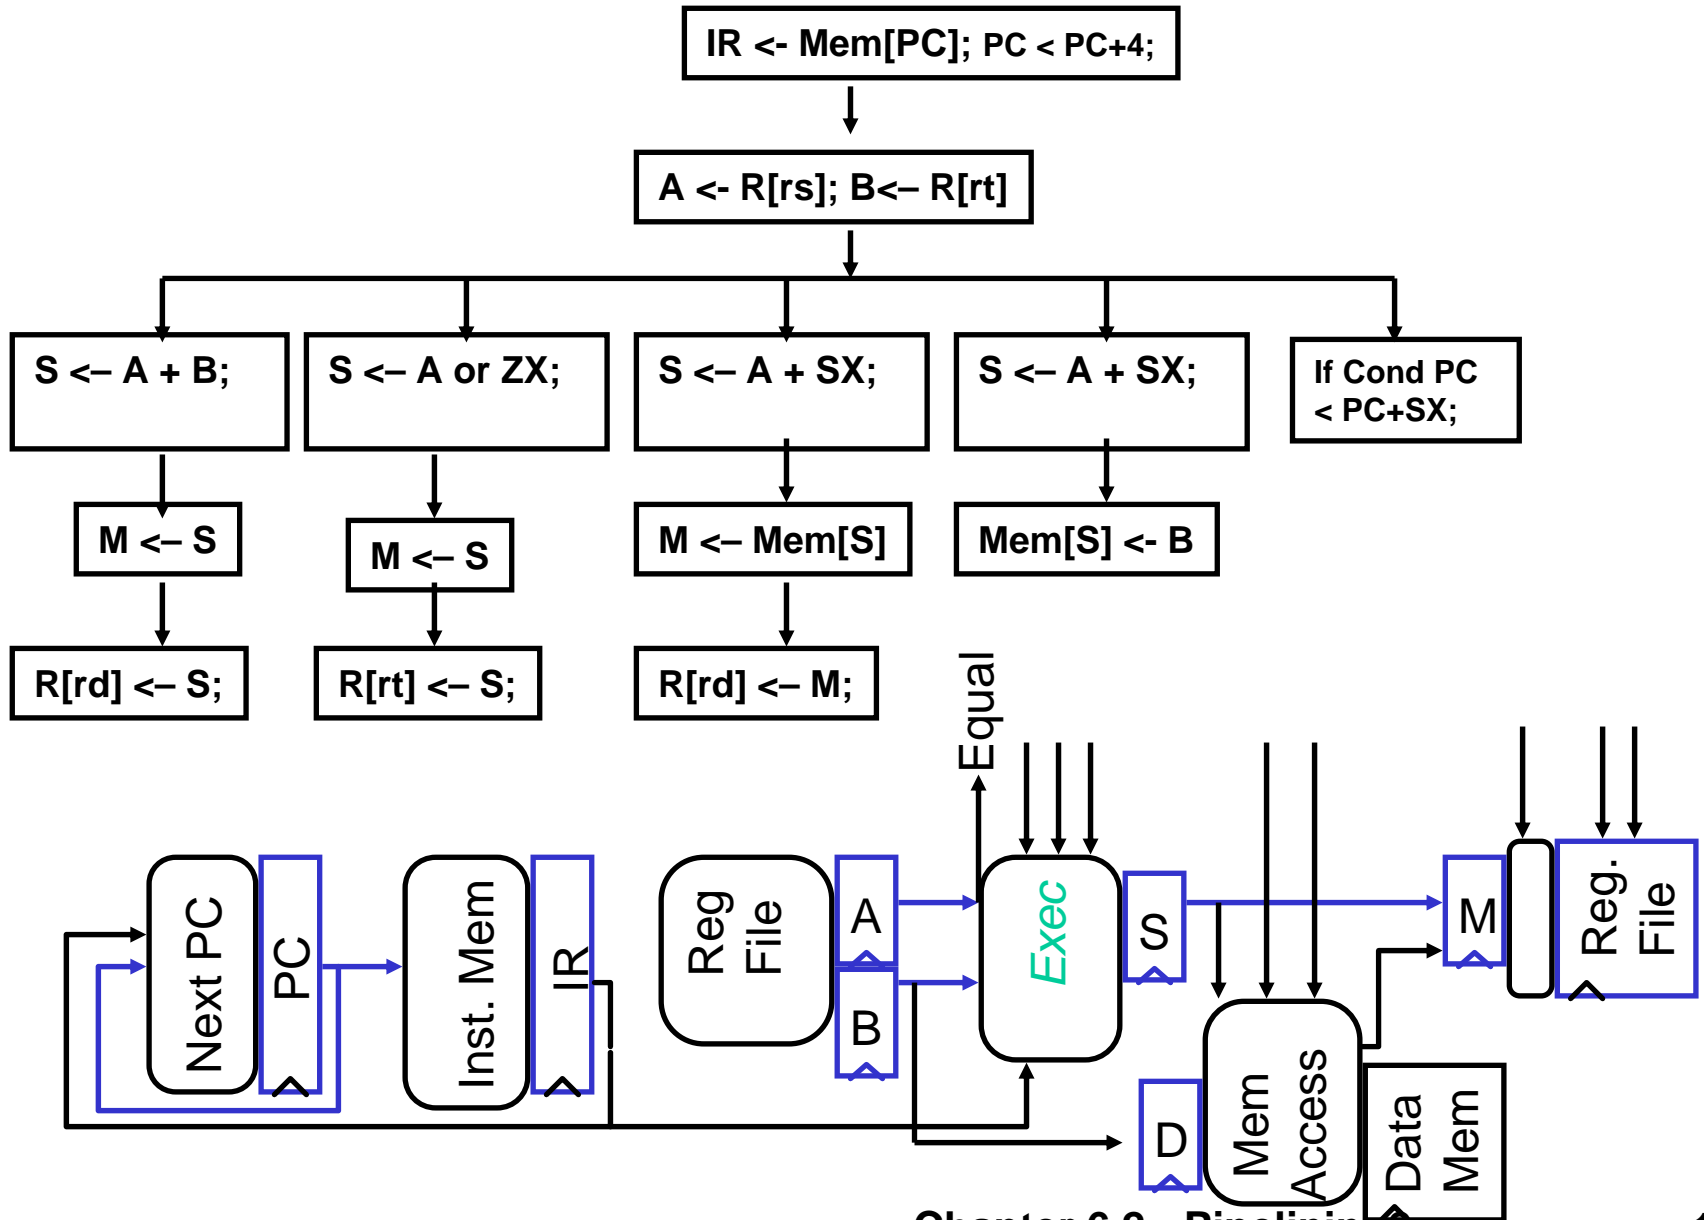 IR <- Mem[PC]; PC < PC+4;
A <- R[rs]; B<– R[rt]
S <– A + B;
S <– A or ZX;
S <– A + SX;
S <– A + SX;
If Cond PC
< PC+SX;
M <– S
M <– S
M <– Mem[S]
Mem[S] <- B
R[rd] <– S;
R[rt] <– S;
R[rd] <– M;
Equal
Next PC
PC
Inst. Mem
IR
Reg
File
A
B
Exec
S
D
Mem
Access
Data
Mem
M
Reg.
File